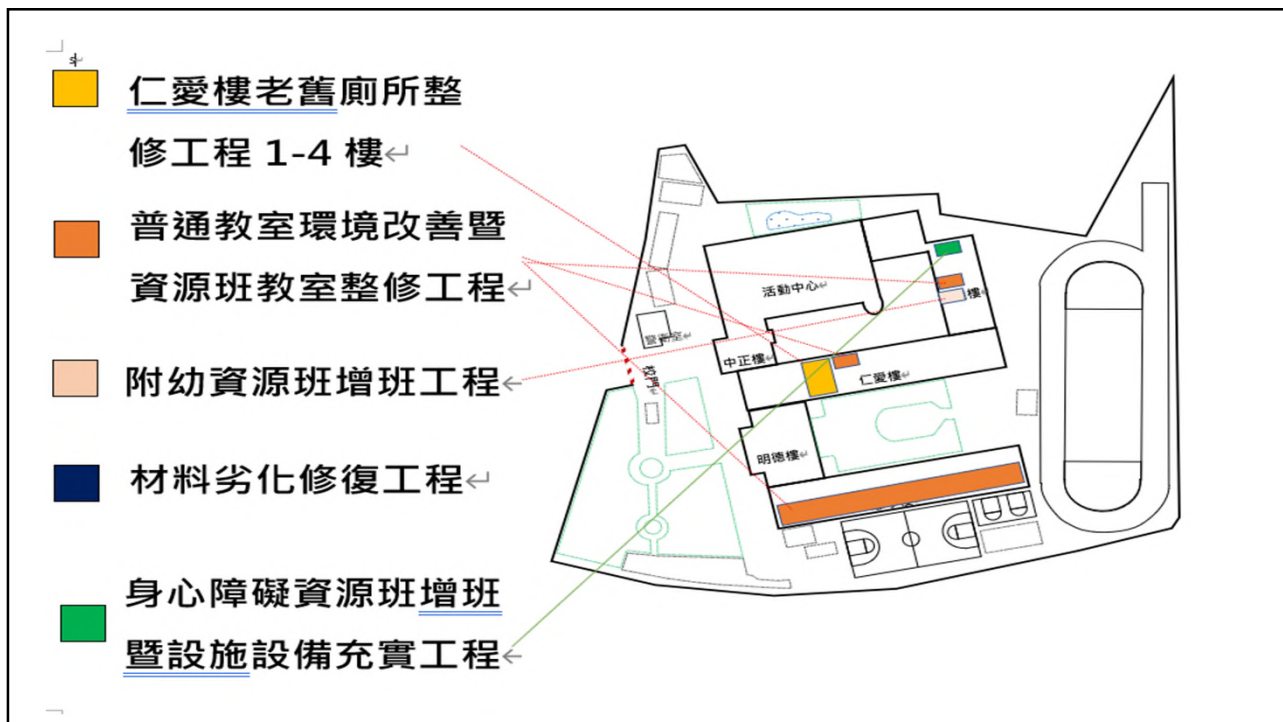 仁愛樓老舊廁所整
修工程 1-4 樓
普通教室環境改善暨
資源班教室整修工程
附幼資源班增班工程
材料劣化修復工程
身心障礙資源班增班
暨設施設備充實工程
活動中心
樓
警衛室
中正樓
校門
仁愛樓
明德樓